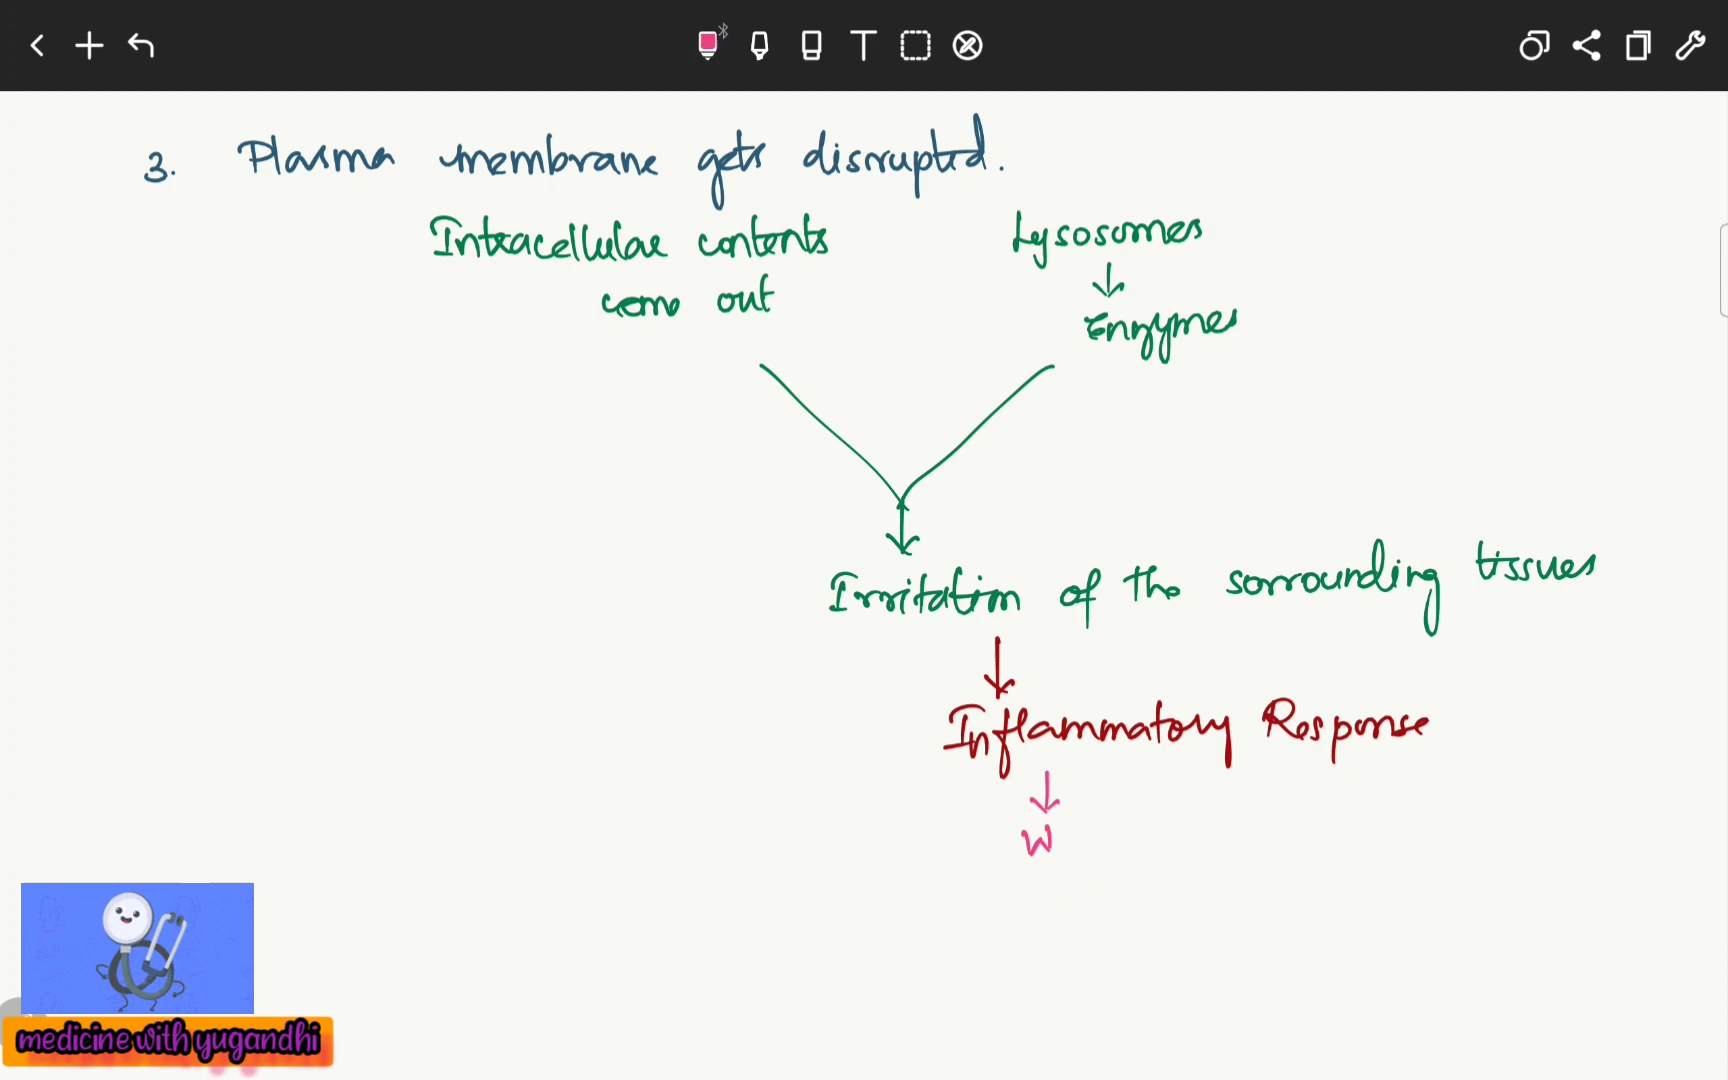 3. Plasma membrane gets disrupted.
Intracellular contents
come out
Lysosomes
Enzymes
Irritation of the sorrounding tissues
Inflammatory Response
W
medicine with yugandhi